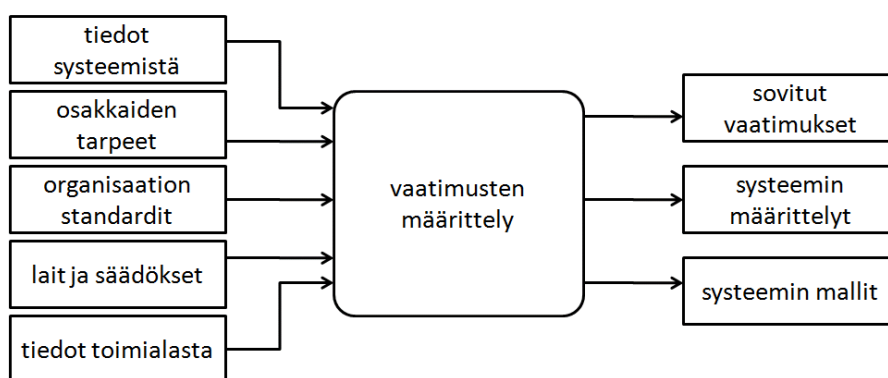 tiedot
systeemistä
osakkaiden
tarpeet
organisaation
standardit
lait ja säädökset
tiedot toimialasta
vaatimusten
määrittely
sovitut
vaatimukset
systeemin
määrittelyt
systeemin mallit